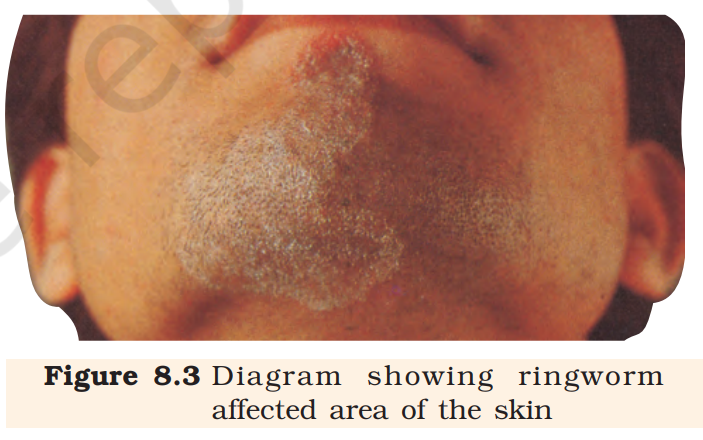 Figure 8.3 Diagram showing ringworm
affected area of the skin